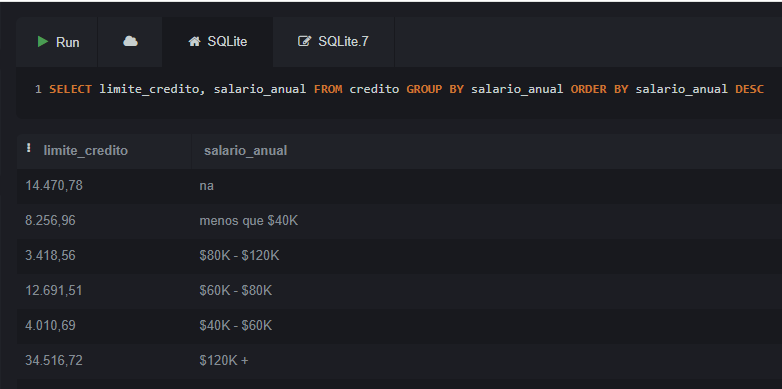 Run SQLite SQLite.7
1 SELECT limite_credito, salario_anual FROM credito GROUP BY salario_anual ORDER BY salario_anual DESC
limite_credito salario_anual
14.470,78 na
8.256,96 menos que $40K
3.418,56 $80K - $120K
12.691,51 $60K - $80K
4.010,69 $40K - $60K
34.516,72 $120K +